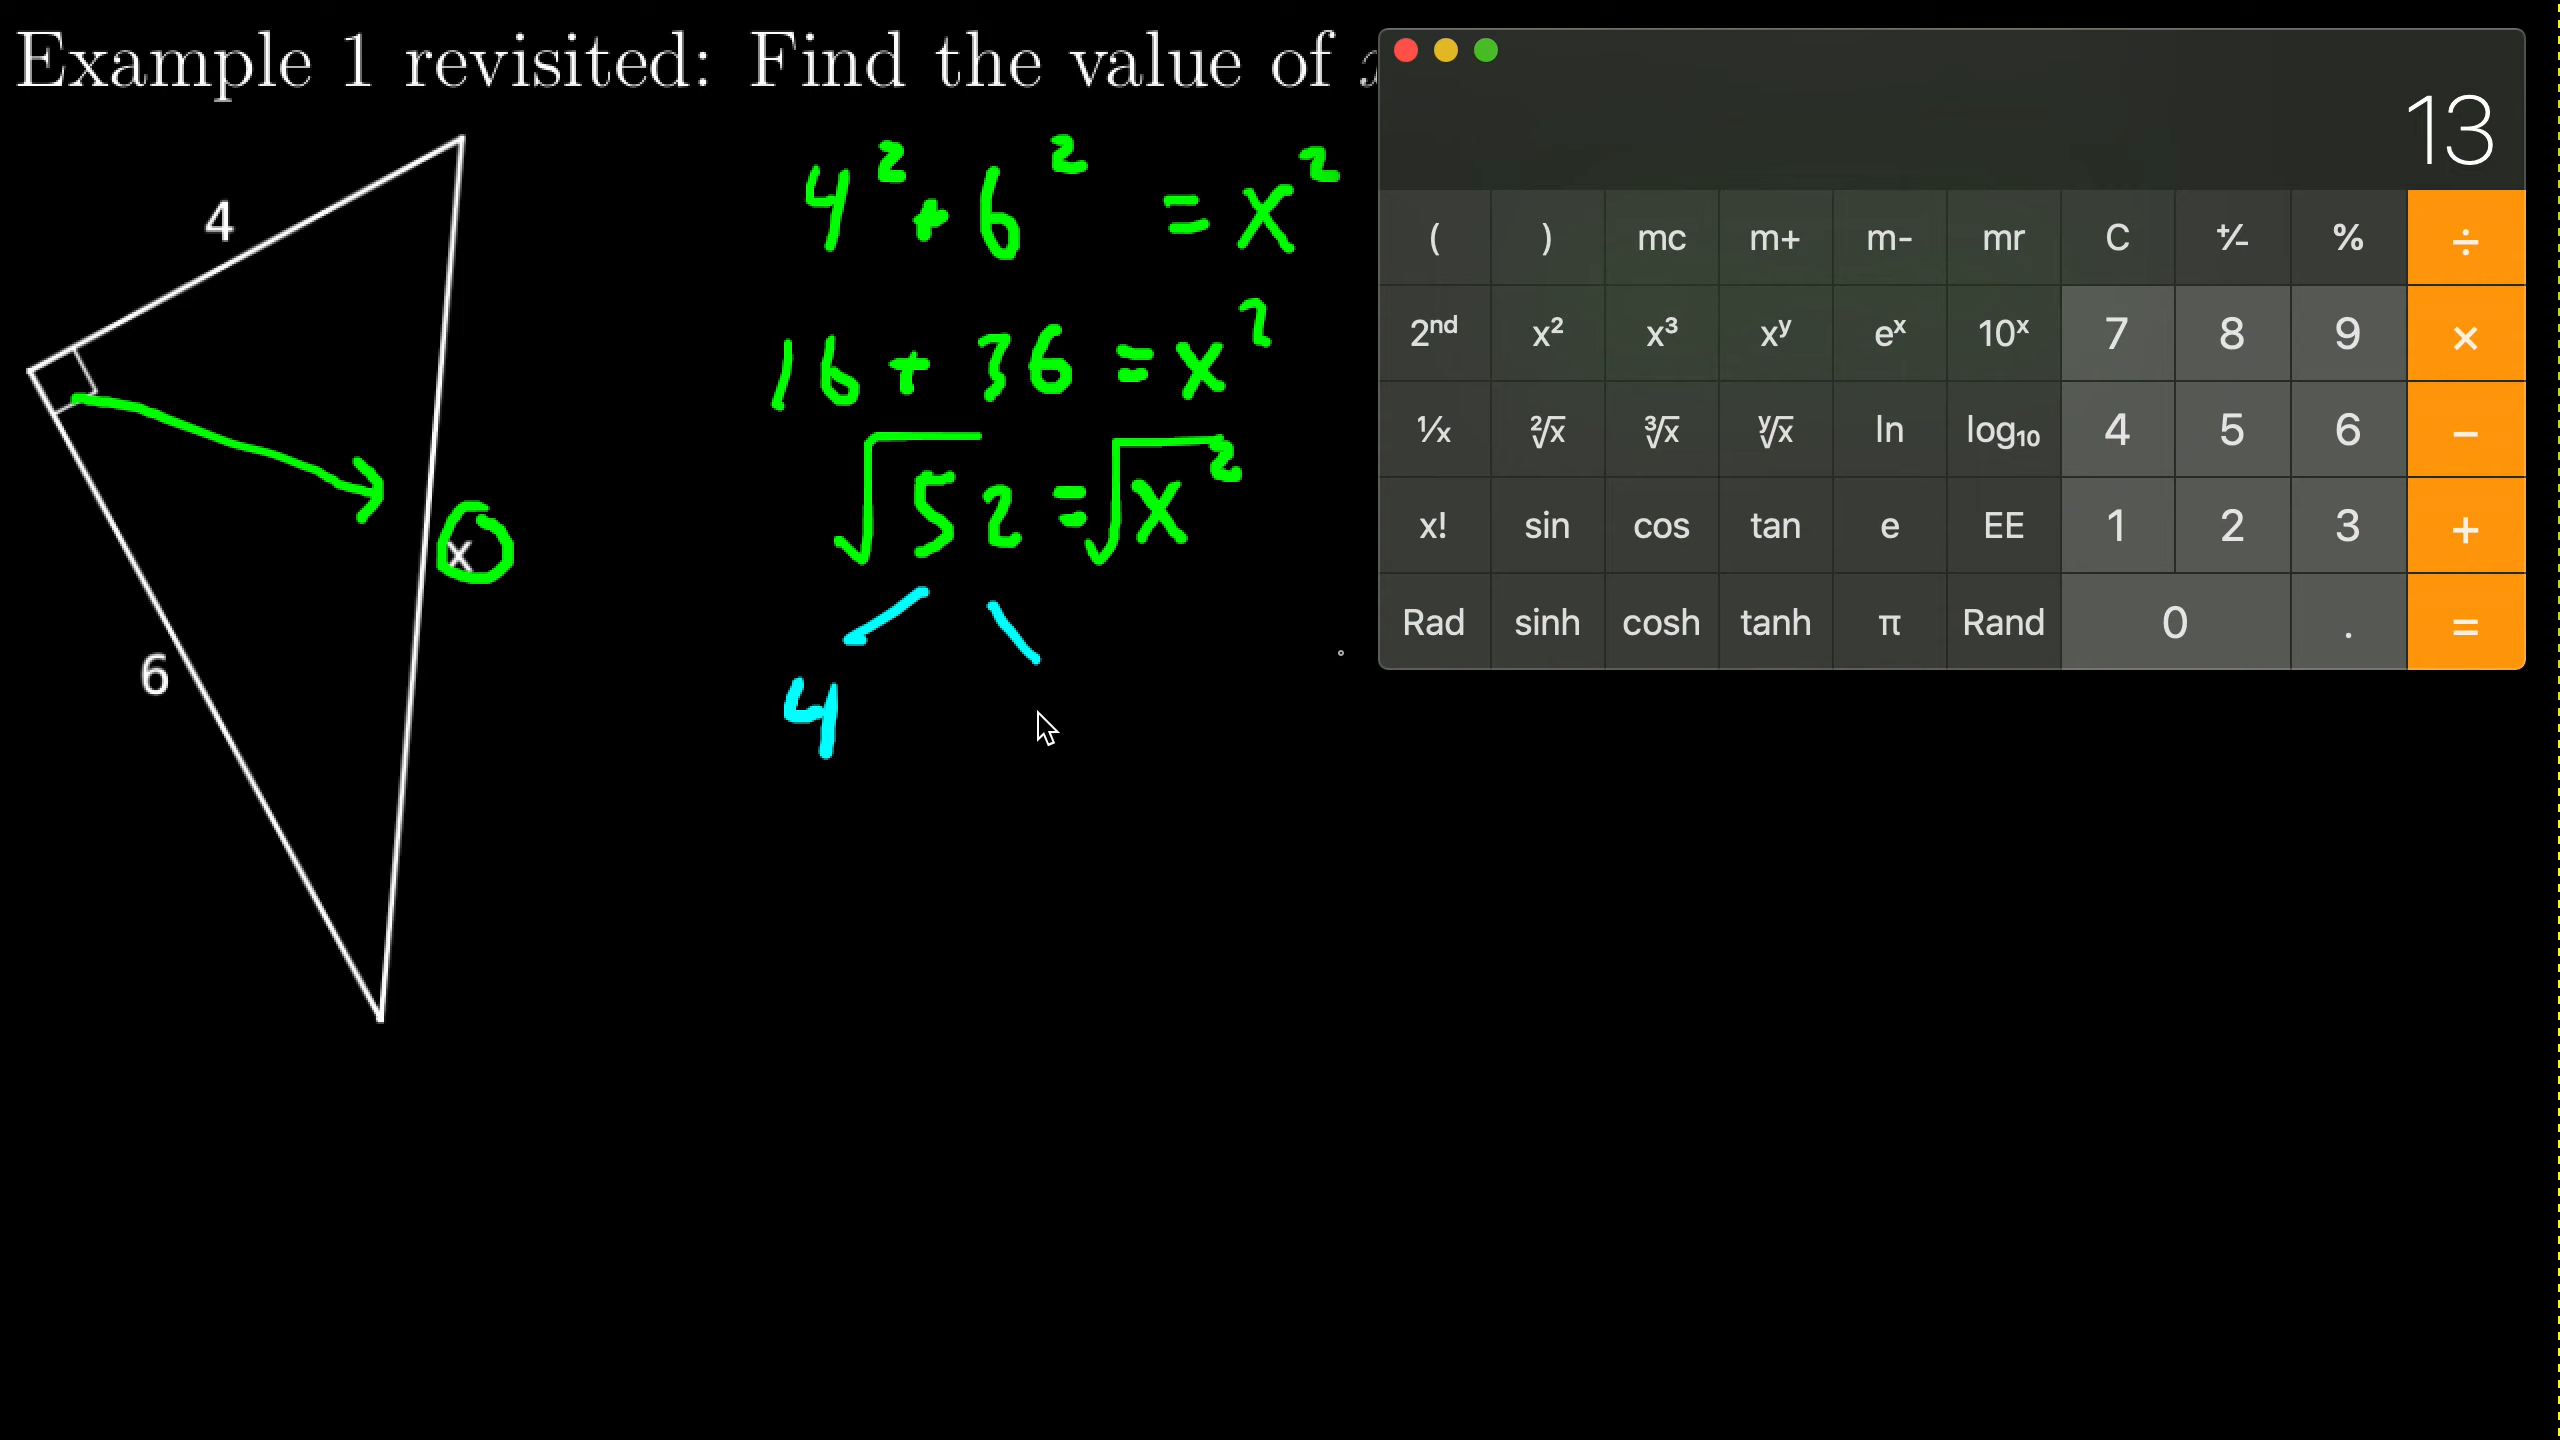 Example 1 revisited: Find the value of
4
6
x
4² + 6² = x²
16 + 36 = x²
√52 = √x²
4
13
( ) mc m+ m- mr C +⁄- % ÷
2ⁿᵈ x² x³ xʸ eˣ 10ˣ 7 8 9 ×
¹⁄x ²√x ³√x ʸ√x ln log₁₀ 4 5 6 −
x! sin cos tan e EE 1 2 3 +
Rad sinh cosh tanh π Rand 0 . =